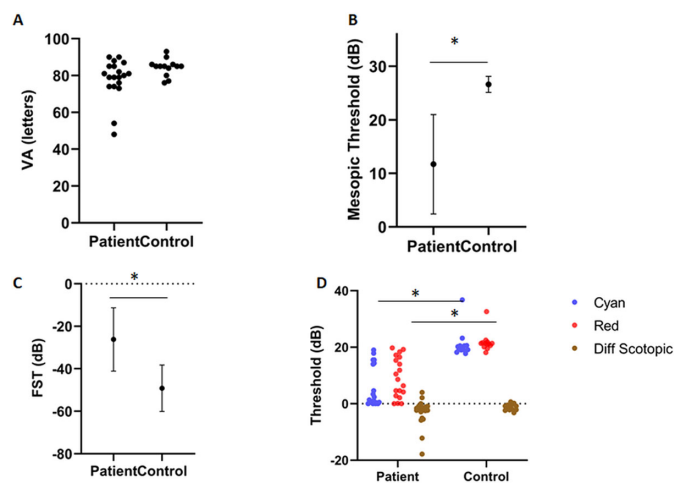 A
VA (letters)
100
80
60
40
20
0
PatientControl
B
*
Mesopic Threshold (dB)
30
20
10
0
PatientControl
C
*
FST (dB)
0
-20
-40
-60
-80
PatientControl
D
*
*
Threshold (dB)
40
20
0
-20
Patient Control
Cyan
Red
Diff Scotopic